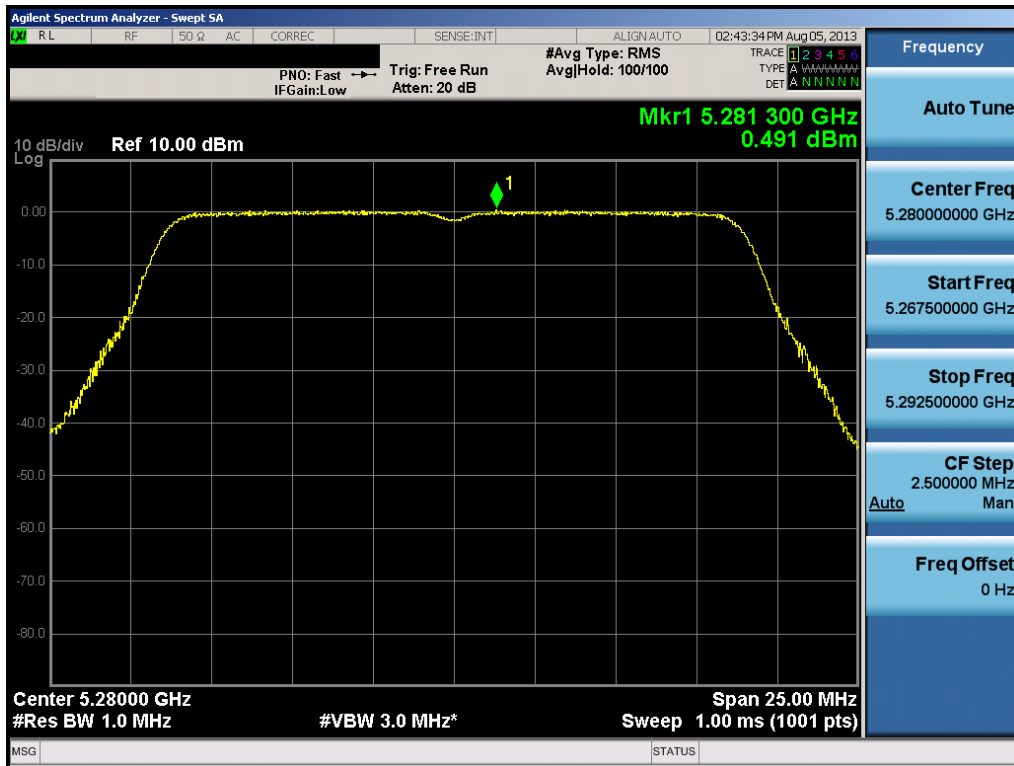 Agilent Spectrum Analyzer - Swept SA
LXI RL RF 50 Ω AC CORREC SENSE:INT ALIGN AUTO 02:43:34 PM Aug 05, 2013
PNO: Fast
IFGain:Low
Trig: Free Run
Atten: 20 dB
#Avg Type: RMS
Avg|Hold: 100/100
TRACE 1 2 3 4 5 6
TYPE A WWWWW
DET A N N N N N
Mkr1 5.281 300 GHz
0.491 dBm
10 dB/div Ref 10.00 dBm
Log
1
0.00
-10.0
-20.0
-30.0
-40.0
-50.0
-60.0
-70.0
-80.0
Center 5.28000 GHz Span 25.00 MHz
#Res BW 1.0 MHz #VBW 3.0 MHz* Sweep 1.00 ms (1001 pts)
MSG STATUS
Frequency
Auto Tune
Center Freq
5.280000000 GHz
Start Freq
5.267500000 GHz
Stop Freq
5.292500000 GHz
CF Step
2.500000 MHz
Auto Man
Freq Offset
0 Hz